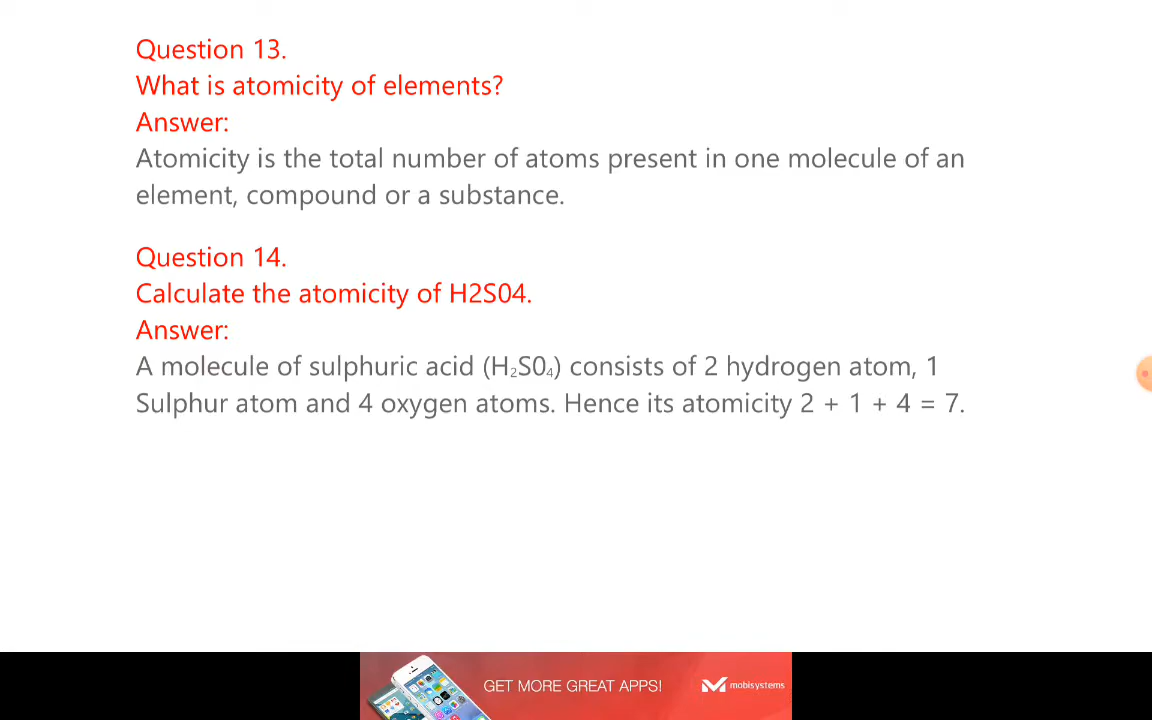 Question 13.
What is atomicity of elements?
Answer:
Atomicity is the total number of atoms present in one molecule of an
element, compound or a substance.
Question 14.
Calculate the atomicity of H2S04.
Answer:
A molecule of sulphuric acid (H₂S0₄) consists of 2 hydrogen atom, 1
Sulphur atom and 4 oxygen atoms. Hence its atomicity 2 + 1 + 4 = 7.
GET MORE GREAT APPS!
mobisystems